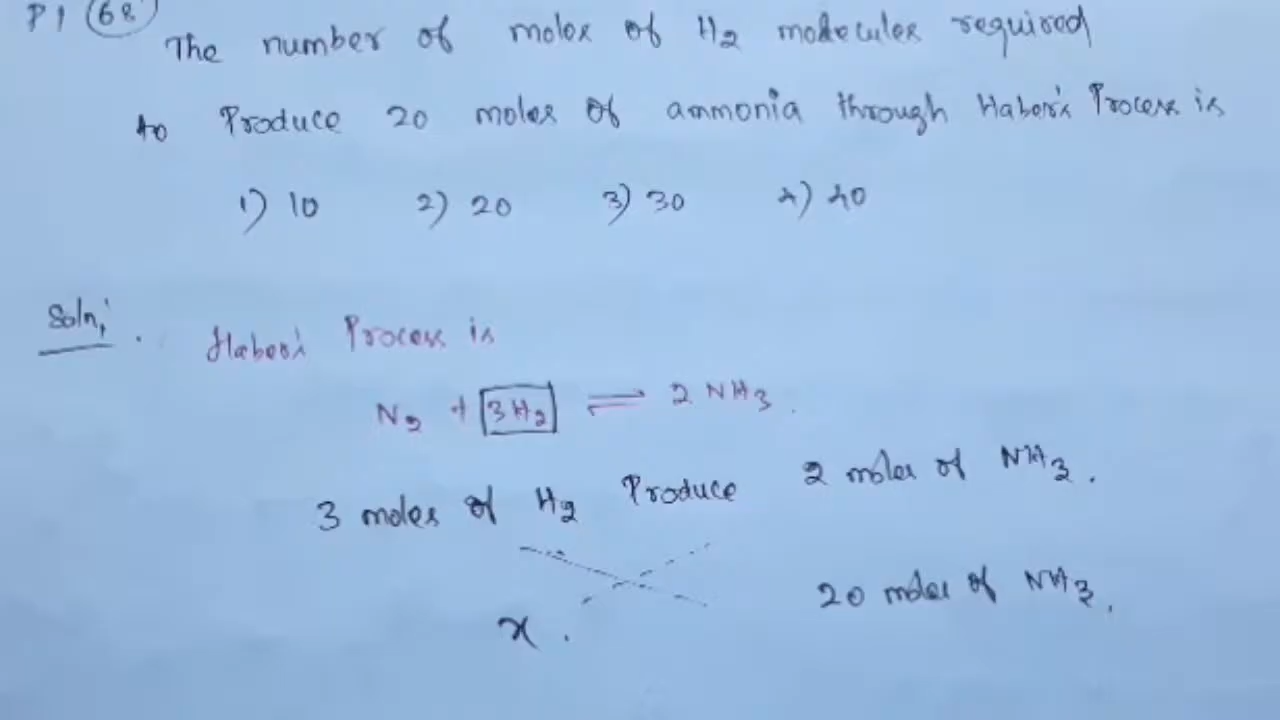 P1 68
The number of moles of H2 molecules required
to Produce 20 moles of ammonia through Haber's Process is
1) 10 2) 20 3) 30 4) 40
Soln,
Haber's Process is
N2 + 3H2 ⇌ 2 NH3.
3 moles of H2 Produce 2 moles of NH3.
x. 20 moles of NH3.